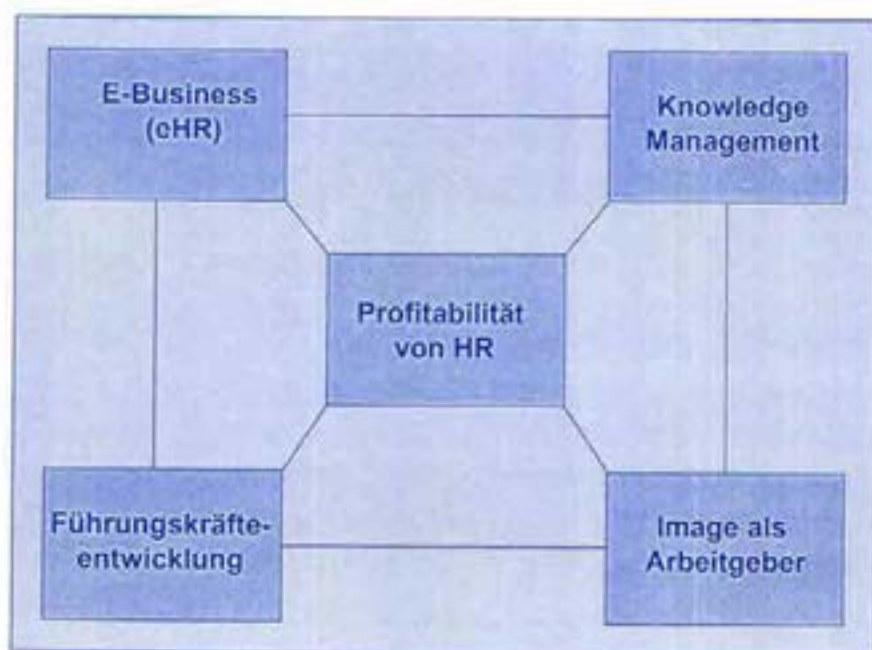 E-Business
(eHR)
Knowledge
Management
Profitabilität
von HR
Führungskräfte-
entwicklung
Image als
Arbeitgeber